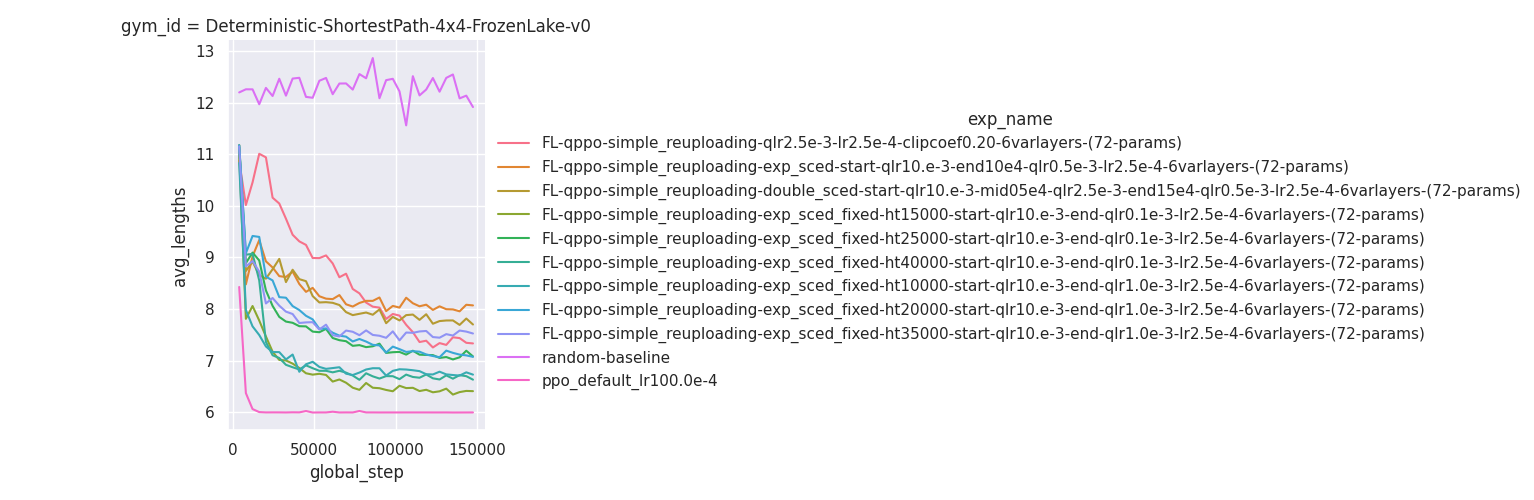 gym_id = Deterministic-ShortestPath-4x4-FrozenLake-v0
13
12
11
10
9
8
7
6
avg_lengths
0
50000
100000
150000
global_step
exp_name
FL-qppo-simple_reuploading-qlr2.5e-3-lr2.5e-4-clipcoef0.20-6varlayers-(72-params)
FL-qppo-simple_reuploading-exp_sced-start-qlr10.e-3-end10e4-qlr0.5e-3-lr2.5e-4-6varlayers-(72-params)
FL-qppo-simple_reuploading-double_sced-start-qlr10.e-3-mid05e4-qlr2.5e-3-end15e4-qlr0.5e-3-lr2.5e-4-6varlayers-(72-params)
FL-qppo-simple_reuploading-exp_sced_fixed-ht15000-start-qlr10.e-3-end-qlr0.1e-3-lr2.5e-4-6varlayers-(72-params)
FL-qppo-simple_reuploading-exp_sced_fixed-ht25000-start-qlr10.e-3-end-qlr0.1e-3-lr2.5e-4-6varlayers-(72-params)
FL-qppo-simple_reuploading-exp_sced_fixed-ht40000-start-qlr10.e-3-end-qlr0.1e-3-lr2.5e-4-6varlayers-(72-params)
FL-qppo-simple_reuploading-exp_sced_fixed-ht10000-start-qlr10.e-3-end-qlr1.0e-3-lr2.5e-4-6varlayers-(72-params)
FL-qppo-simple_reuploading-exp_sced_fixed-ht20000-start-qlr10.e-3-end-qlr1.0e-3-lr2.5e-4-6varlayers-(72-params)
FL-qppo-simple_reuploading-exp_sced_fixed-ht35000-start-qlr10.e-3-end-qlr1.0e-3-lr2.5e-4-6varlayers-(72-params)
random-baseline
ppo_default_lr100.0e-4